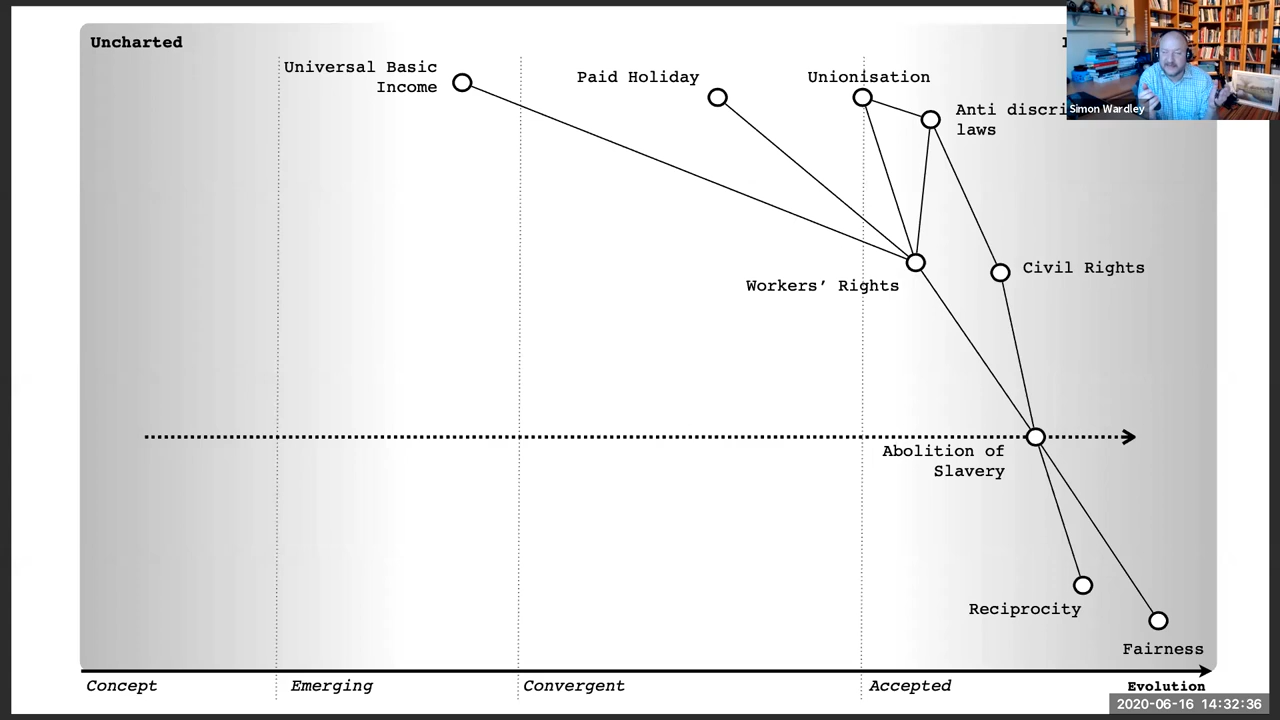 Uncharted
Universal Basic
Income
Paid Holiday
Unionisation
Anti
laws
Simon Wardley
Workers’ Rights
Civil Rights
Abolition of
Slavery
Reciprocity
Fairness
Concept
Emerging
Convergent
Accepted
Evolution
2020-06-16 14:32:36